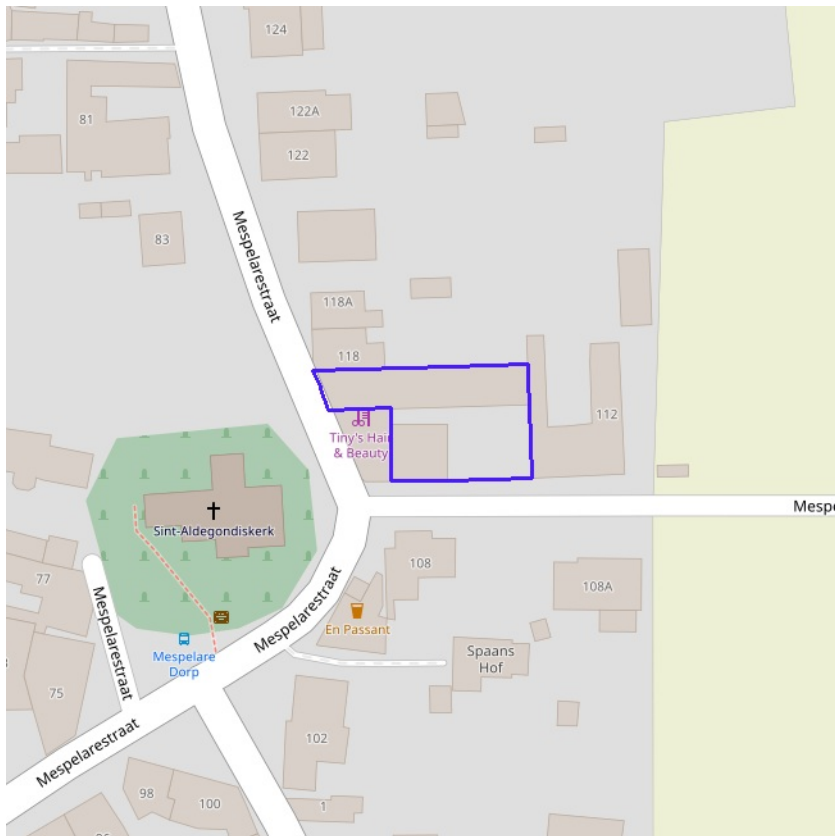 124
122A
81
122
Mespelarestraat
83
118A
118
112
Tiny's Hair
& Beauty
Sint-Aldegondiskerk
Mespe
108
77
108A
Mespelarestraat
Mespelarestraat
En Passant
Mespelare
Dorp
Spaans
Hof
75
102
Mespelarestraat
98
100
1